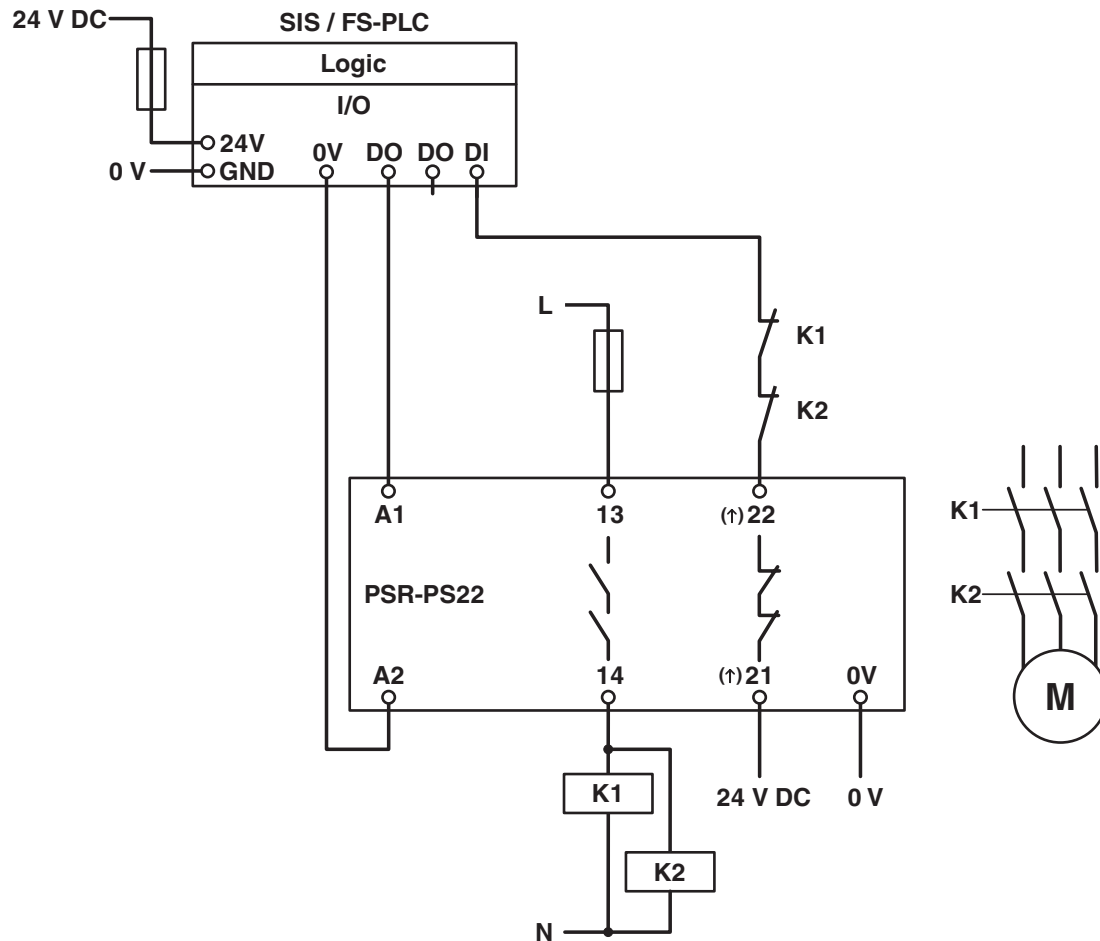 24 V DC
SIS / FS-PLC
Logic
I/O
24V
0V DO DO DI
0 V
GND
L
K1
K2
A1
13
(↑) 22
K1
PSR-PS22
K2
A2
14
(↑) 21
0V
M
K1
24 V DC
0 V
K2
N